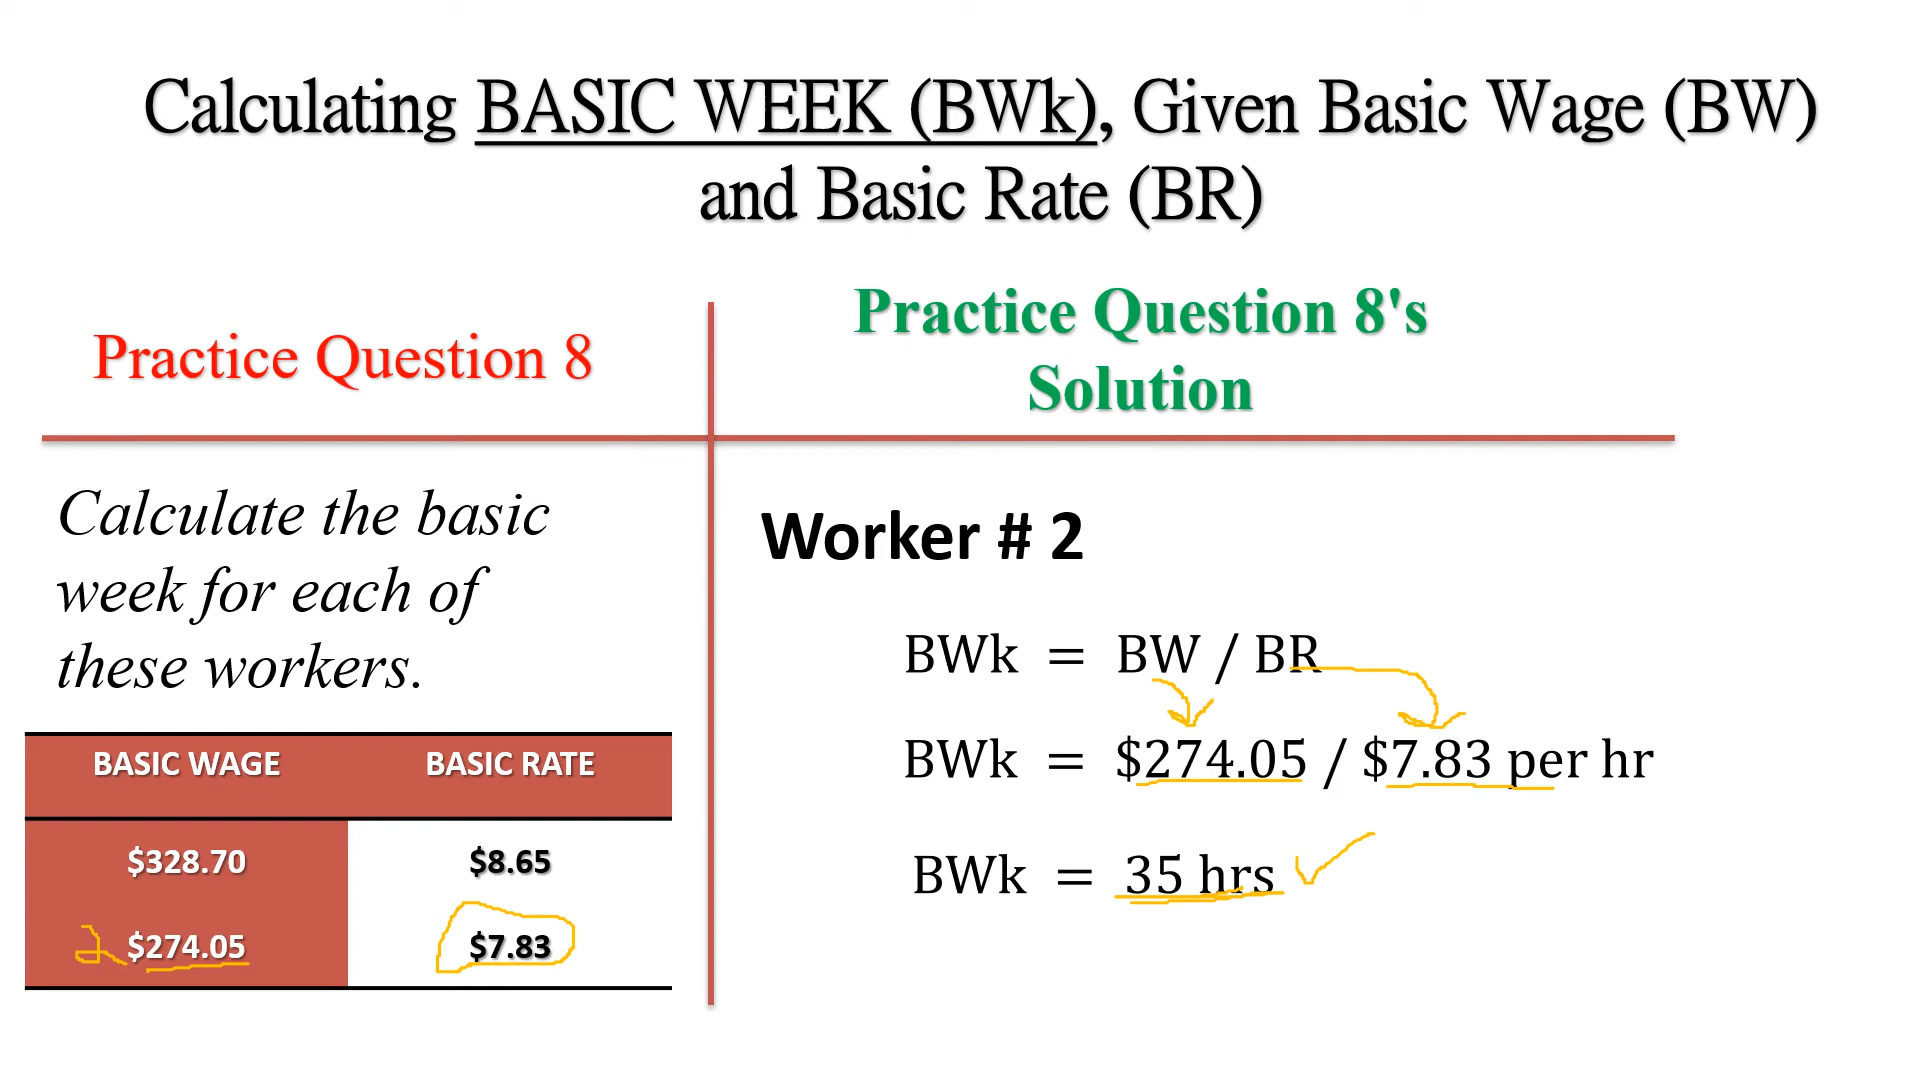 Calculating BASIC WEEK (BWk), Given Basic Wage (BW)
and Basic Rate (BR)
Practice Question 8
Practice Question 8's
Solution
Calculate the basic
week for each of
these workers.
BASIC WAGE BASIC RATE
$328.70 $8.65
2 $274.05 $7.83
Worker # 2
BWk = BW / BR
BWk = $274.05 / $7.83 per hr
BWk = 35 hrs